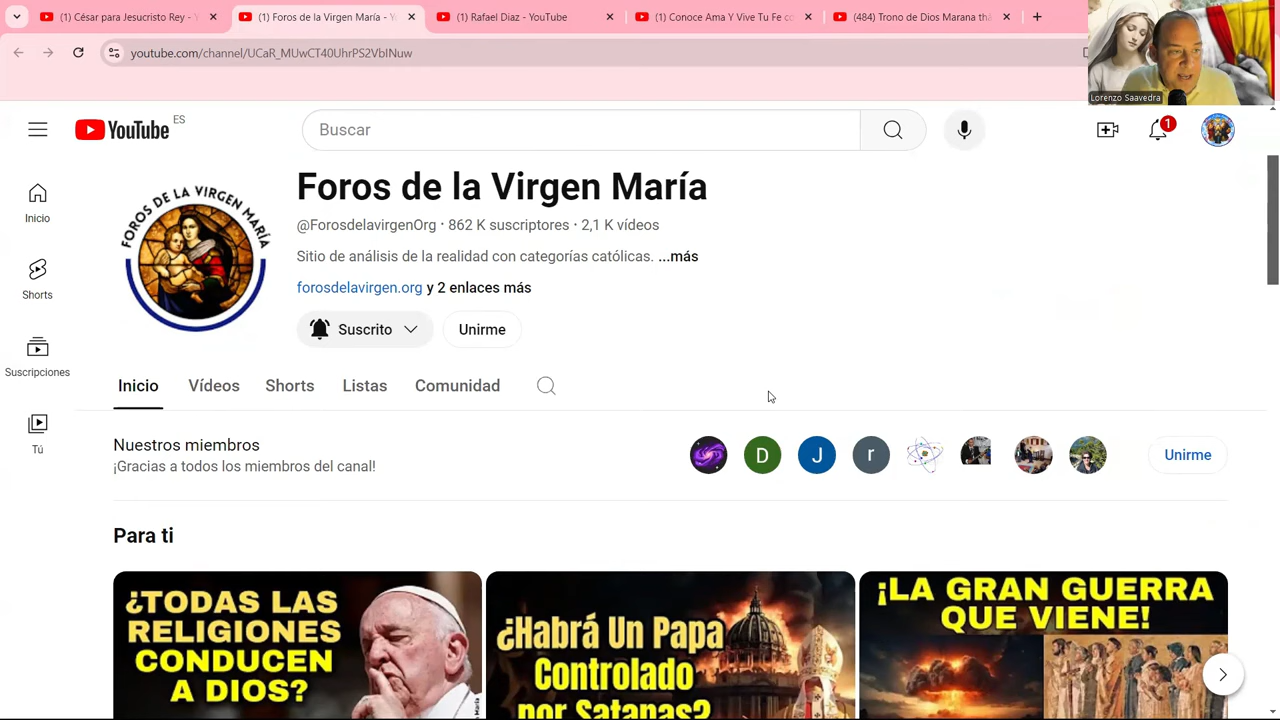 (1) César para Jesucristo Rey - Y
(1) Foros de la Virgen María - Y
(1) Rafael Diaz - YouTube
(1) Conoce Ama Y Vive Tu Fe co
(484) Trono de Dios Marana tha
youtube.com/channel/UCaR_MUwCT40UhrPS2VbINuw
Lorenzo Saavedra
YouTube ES
Buscar
1
Inicio
Shorts
Suscripciones
Tú
FOROS DE LA VIRGEN MARÍA
Foros de la Virgen María
@ForosdelavirgenOrg · 862 K suscriptores · 2,1 K vídeos
Sitio de análisis de la realidad con categorías católicas. ...más
forosdelavirgen.org y 2 enlaces más
Suscrito
Unirme
Inicio Vídeos Shorts Listas Comunidad
Nuestros miembros
¡Gracias a todos los miembros del canal!
D
J
r
Unirme
Para ti
¿TODAS LAS
RELIGIONES
CONDUCEN
A DIOS?
¿Habrá Un Papa
Controlado
por Satanas?
¡LA GRAN GUERRA
QUE VIENE!